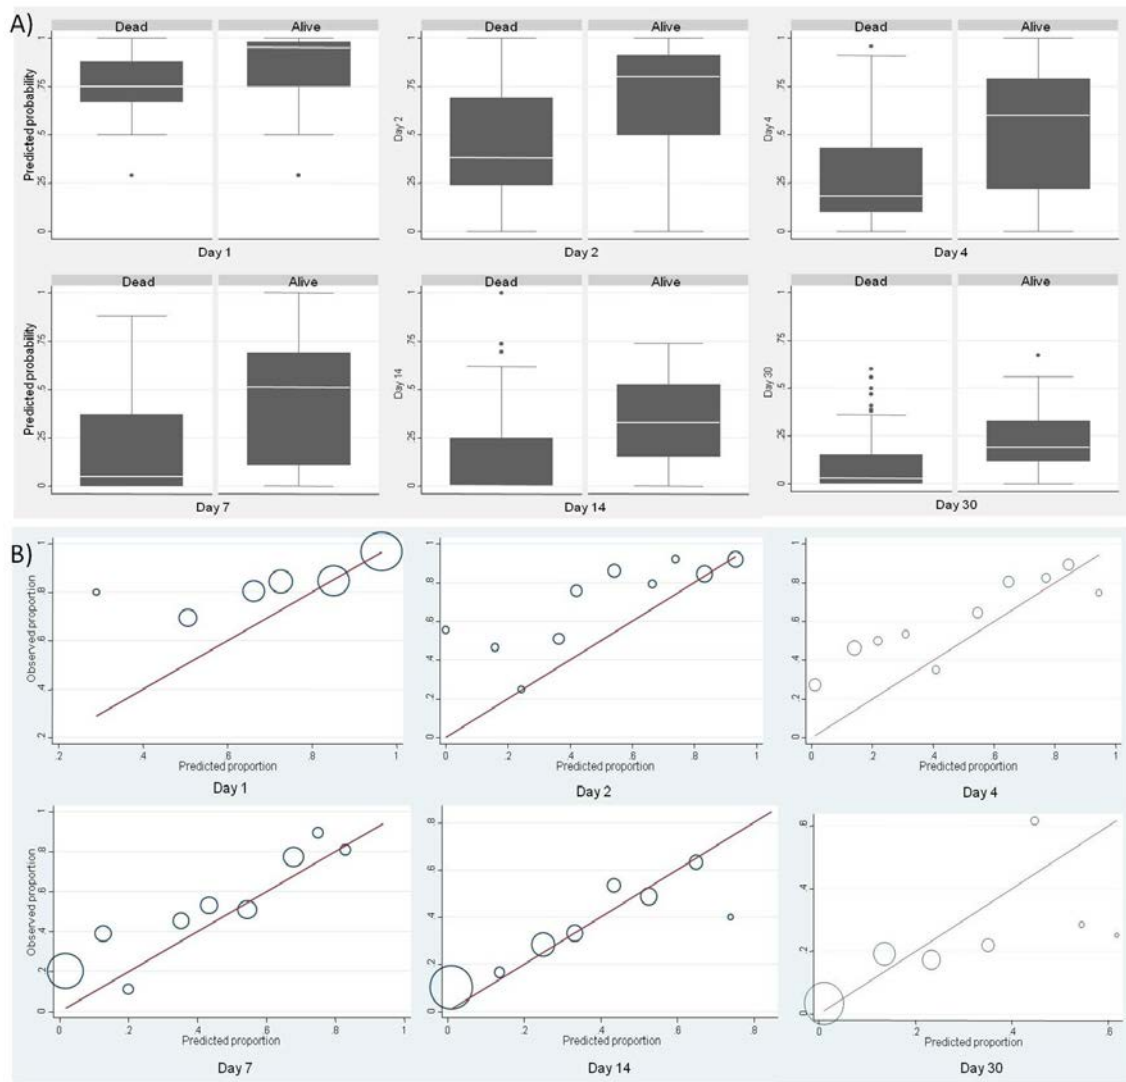 A)
Dead Alive Dead Alive Dead Alive
Predicted probability
0 .25 .5 .75 1
Day 1
Day 2
0 .25 .5 .75 1
Day 2
Day 4
0 .25 .5 .75 1
Day 4
Dead Alive Dead Alive Dead Alive
Predicted probability
0 .25 .5 .75 1
Day 7
Day 14
0 .25 .5 .75 1
Day 14
Day 30
0 .25 .5 .75 1
Day 30
B)
Observed proportion
.2 .4 .6 .8 1
.2 .4 .6 .8 1
Predicted proportion
Day 1
0 .2 .4 .6 .8 1
0 .2 .4 .6 .8 1
Predicted proportion
Day 2
0 .2 .4 .6 .8 1
0 .2 .4 .6 .8 1
Predicted proportion
Day 4
Observed proportion
0 .2 .4 .6 .8 1
0 .2 .4 .6 .8 1
Predicted proportion
Day 7
0 .2 .4 .6 .8
0 .2 .4 .6 .8
Predicted proportion
Day 14
0 .2 .4 .6
0 .2 .4 .6
Predicted proportion
Day 30